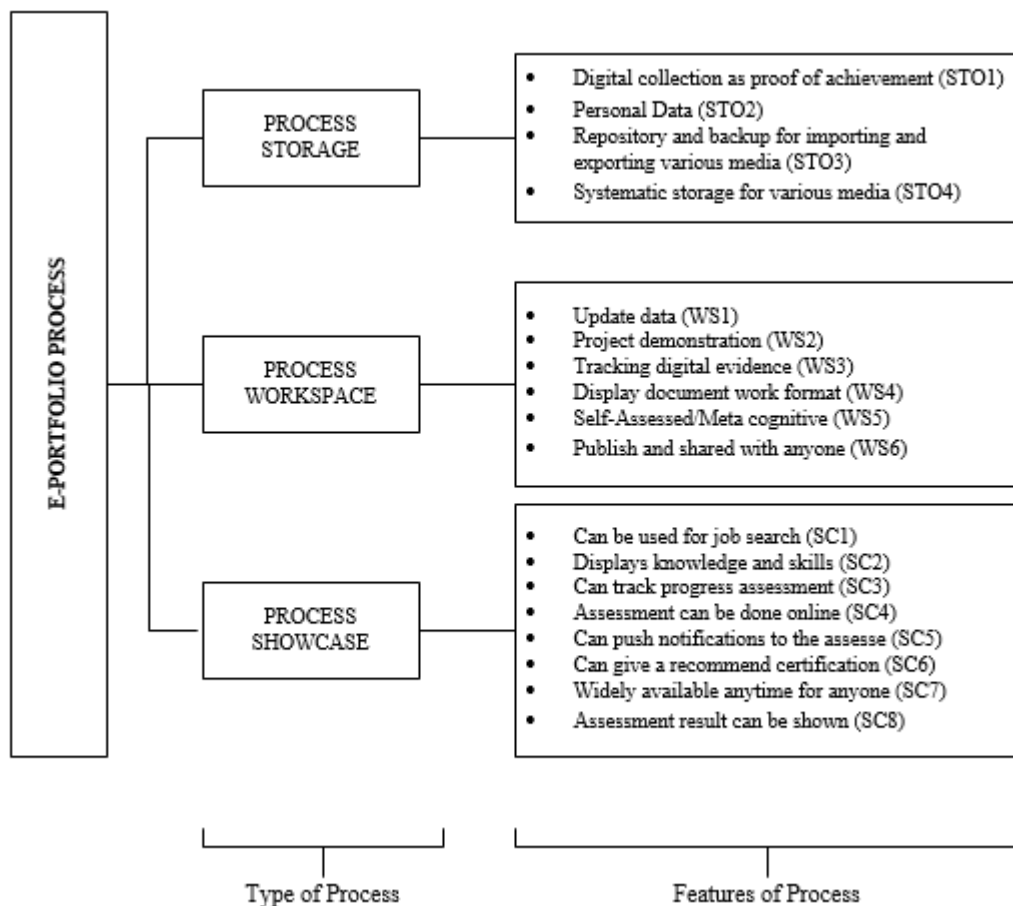 E-PORTFOLIO PROCESS
PROCESS
STORAGE
• Digital collection as proof of achievement (STO1)
• Personal Data (STO2)
• Repository and backup for importing and
exporting various media (STO3)
• Systematic storage for various media (STO4)
PROCESS
WORKSPACE
• Update data (WS1)
• Project demonstration (WS2)
• Tracking digital evidence (WS3)
• Display document work format (WS4)
• Self-Assessed/Meta cognitive (WS5)
• Publish and shared with anyone (WS6)
PROCESS
SHOWCASE
• Can be used for job search (SC1)
• Displays knowledge and skills (SC2)
• Can track progress assessment (SC3)
• Assessment can be done online (SC4)
• Can push notifications to the assesse (SC5)
• Can give a recommend certification (SC6)
• Widely available anytime for anyone (SC7)
• Assessment result can be shown (SC8)
Type of Process
Features of Process